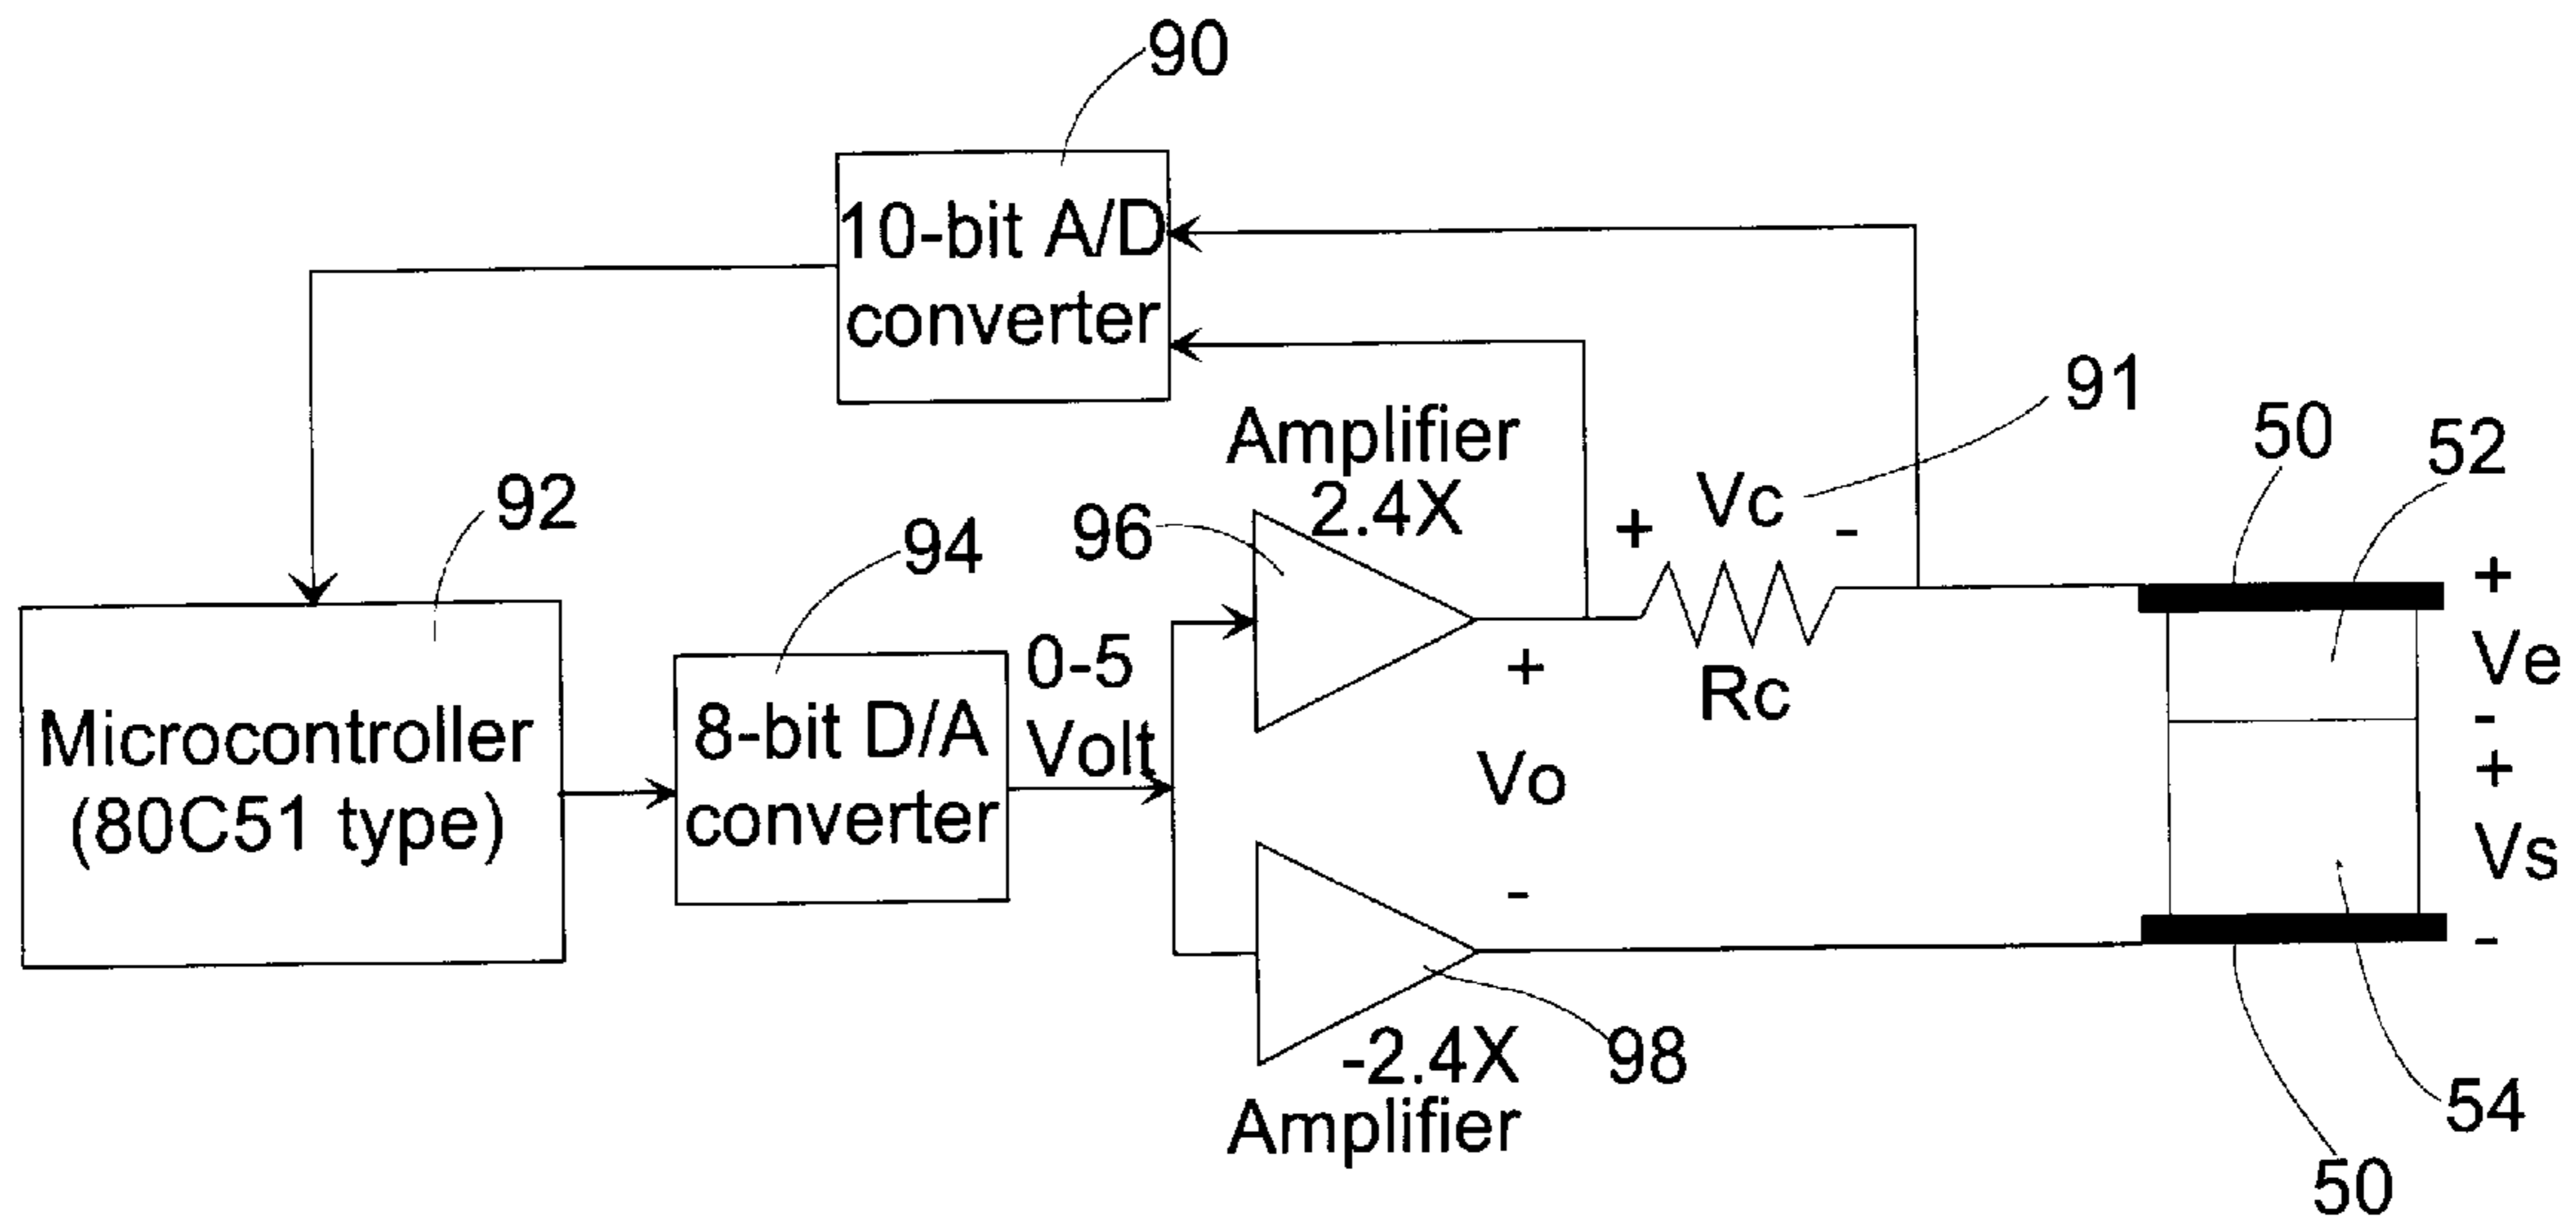 90
10-bit A/D
converter
91
Amplifier
2.4X
50
52
92
94
96
+
Vc
-
+
Ve
-
0-5
Volt
+
Rc
Microcontroller
(80C51 type)
8-bit D/A
converter
Vo
+
Vs
-
-
-2.4X
Amplifier
98
54
50